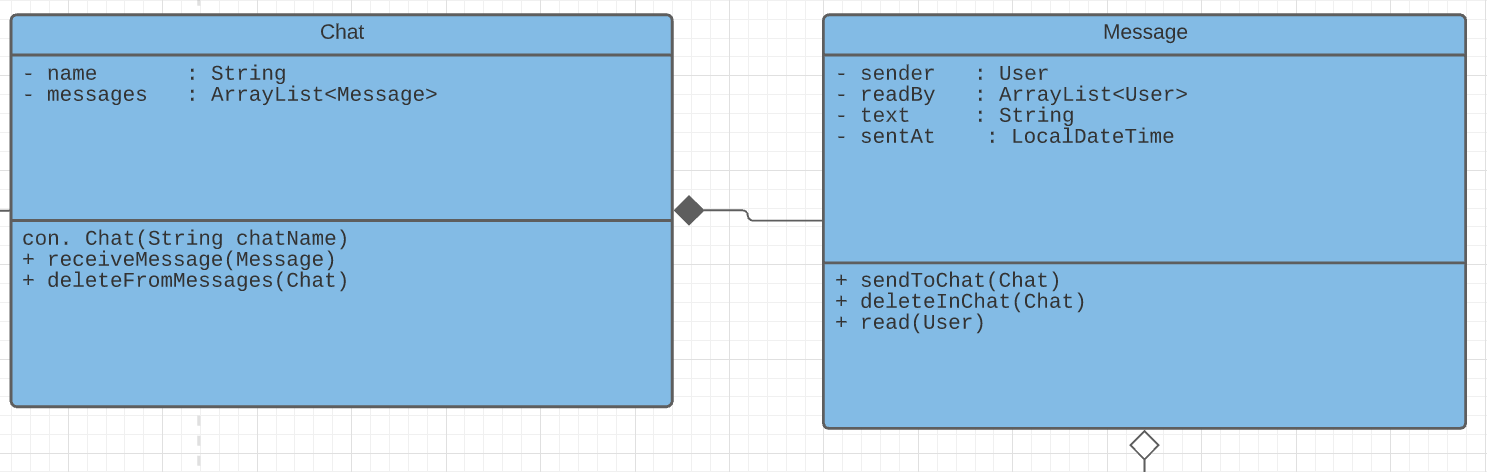 Chat
- name : String
- messages : ArrayList<Message>
con. Chat(String chatName)
+ receiveMessage(Message)
+ deleteFromMessages(Chat)
Message
- sender : User
- readBy : ArrayList<User>
- text : String
- sentAt : LocalDateTime
+ sendToChat(Chat)
+ deleteInChat(Chat)
+ read(User)